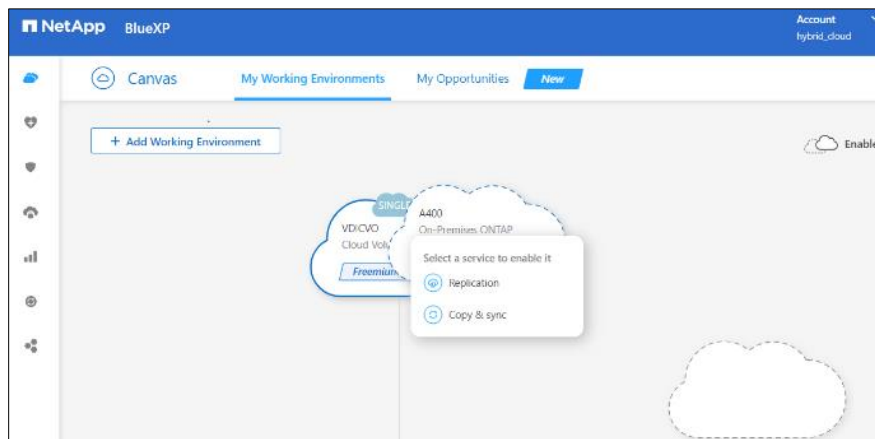 NetApp BlueXP
Account
hybrid_cloud
Canvas My Working Environments My Opportunities New
+ Add Working Environment
Enable
SINGLE
VDICVO
Cloud Volu
Freemium
A400
On-Premises ONTAP
Select a service to enable it
Replication
Copy & sync